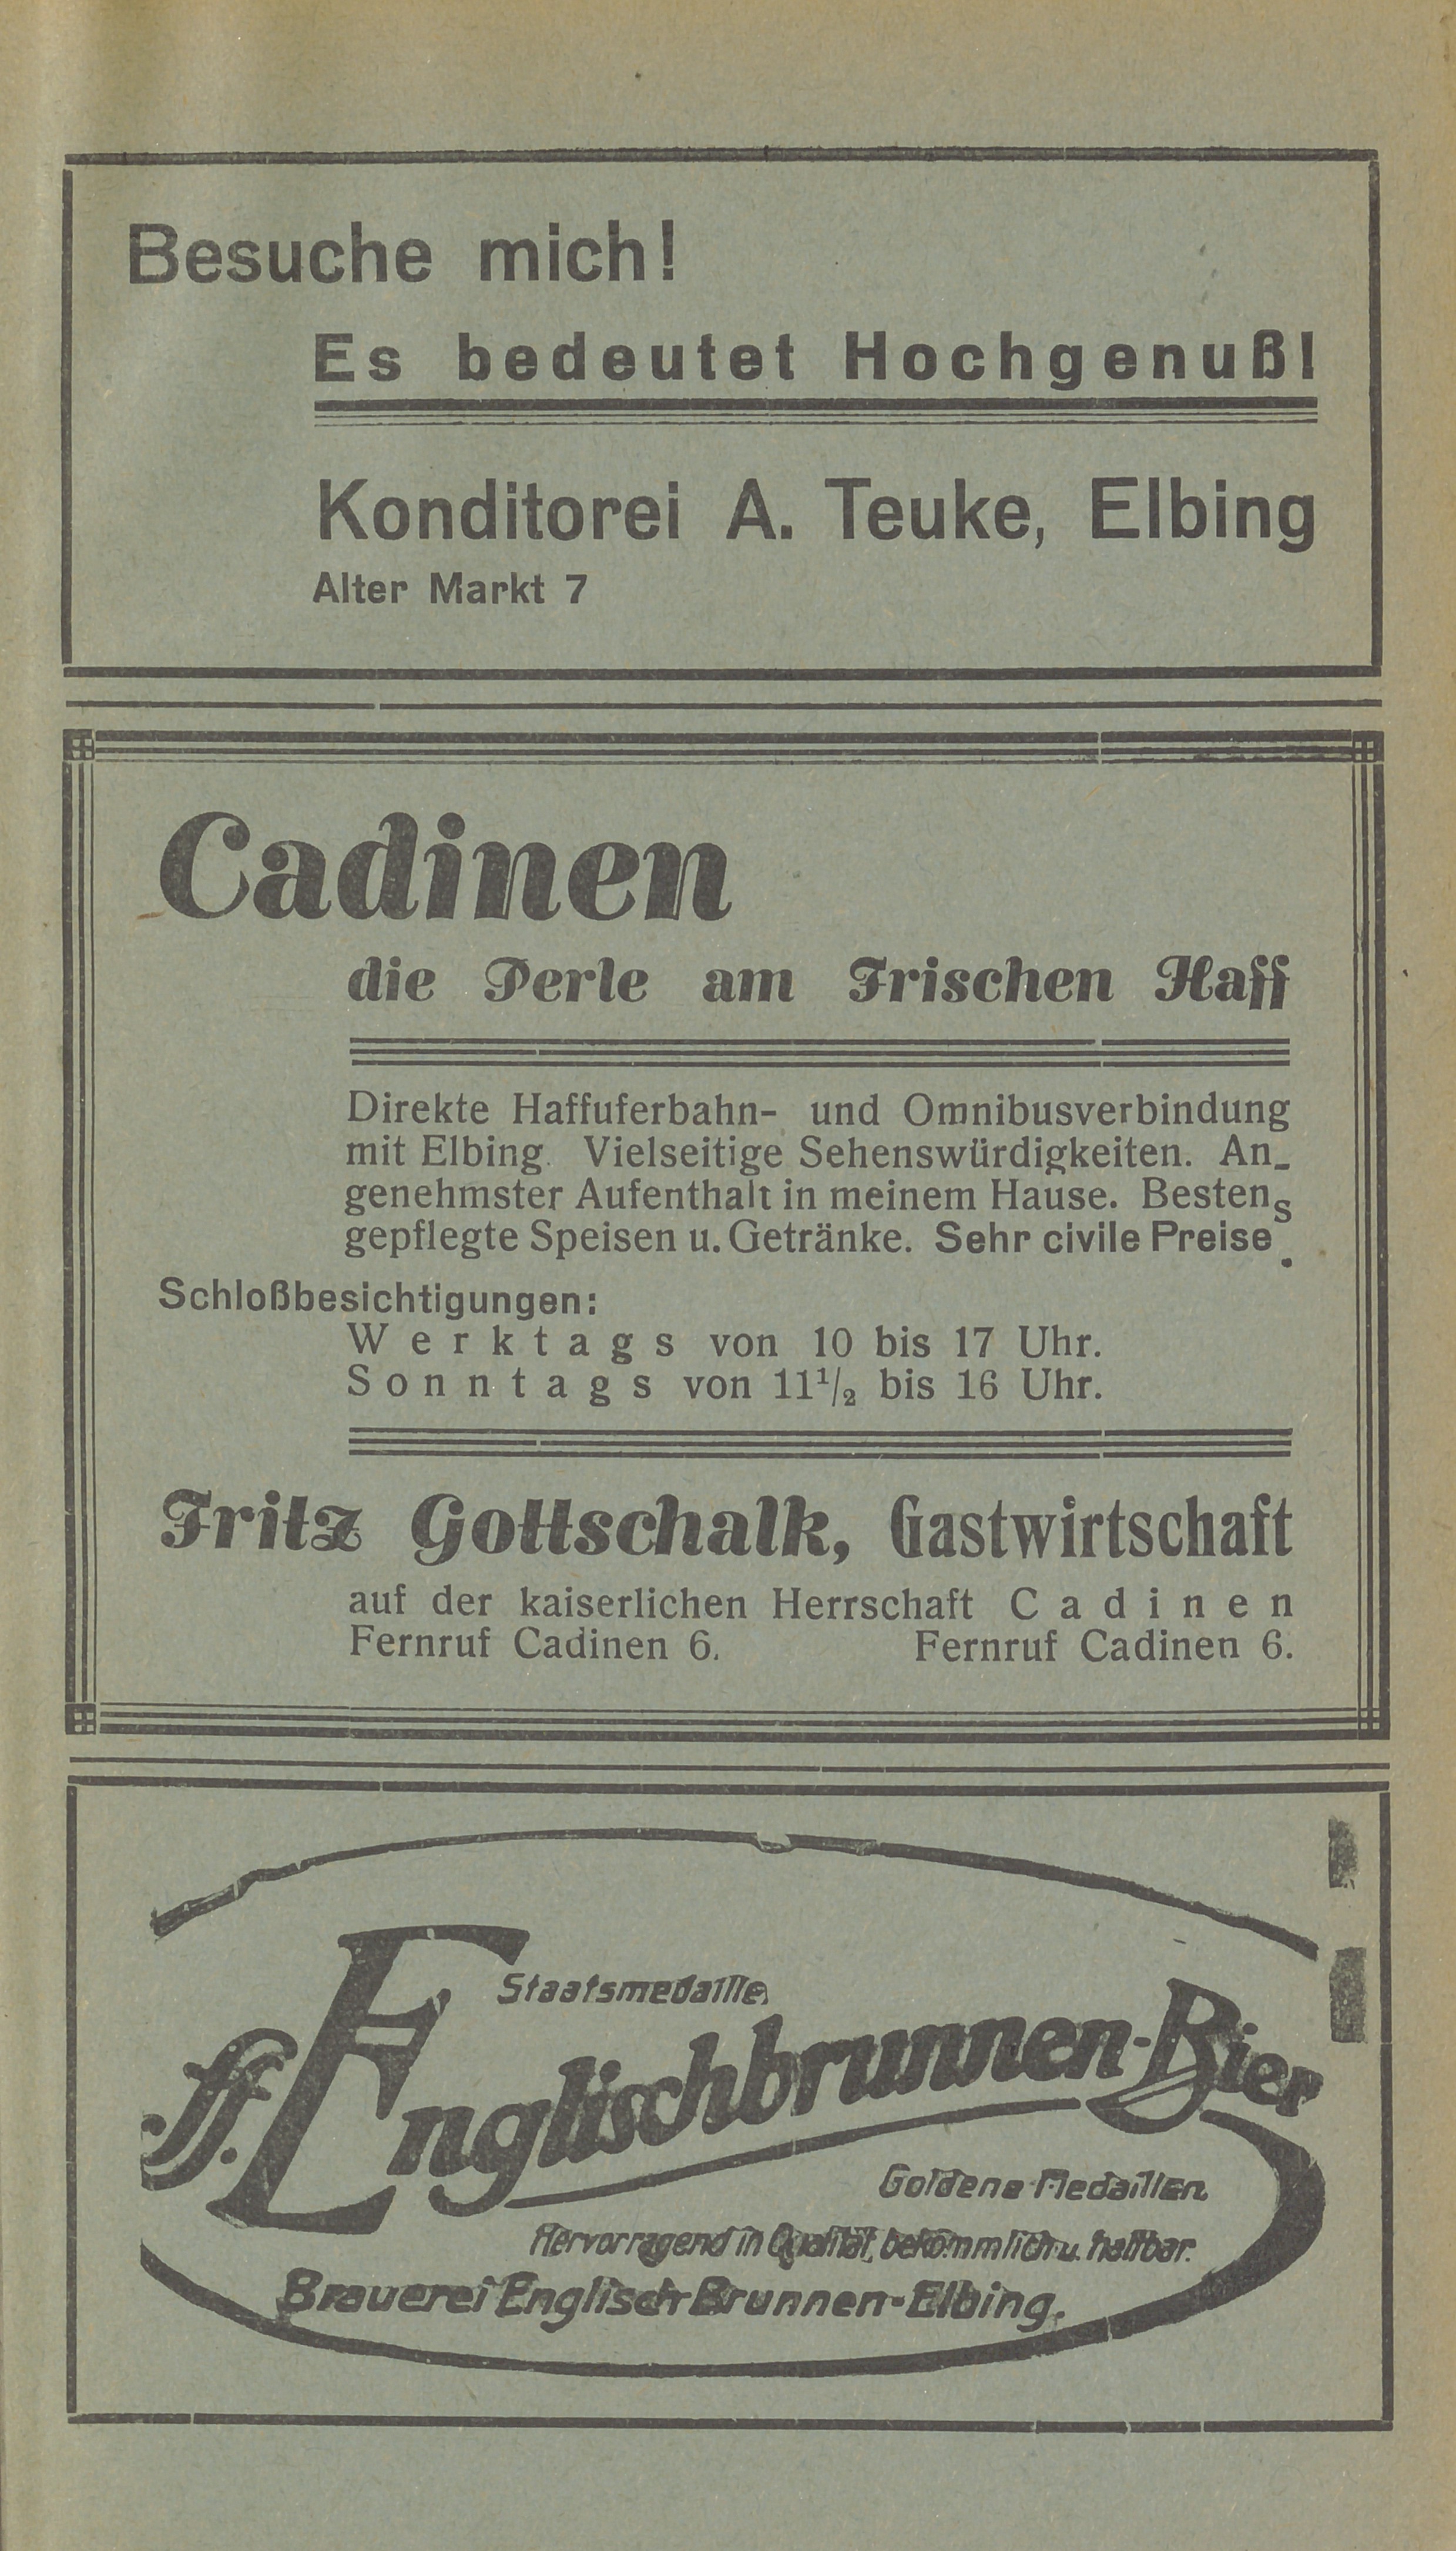 Besuche mich!
Es bedeutet Hochgenuß!
Konditorei A. Teuke, Elbing
Alter Markt 7
Cadinen
die Perle am Frischen Haff
Direkte Haffuferbahn- und Omnibusverbindung
mit Elbing. Vielseitige Sehenswürdigkeiten. An-
genehmster Aufenthalt in meinem Hause. Bestens
gepflegte Speisen u. Getränke. Sehr civile Preise.
Schloßbesichtigungen:
Werktags von 10 bis 17 Uhr.
Sonntags von 11 1/2 bis 16 Uhr.
Fritz Gottschalk, Gastwirtschaft
auf der kaiserlichen Herrschaft Cadinen
Fernruf Cadinen 6. Fernruf Cadinen 6.
Staatsmedaille
ff. Englischbrunnen-Bier
Goldene Medaillen
Hervorragend in Qualität, bekömmlich u. haltbar.
Brauerei Englisch-Brunnen-Elbing.